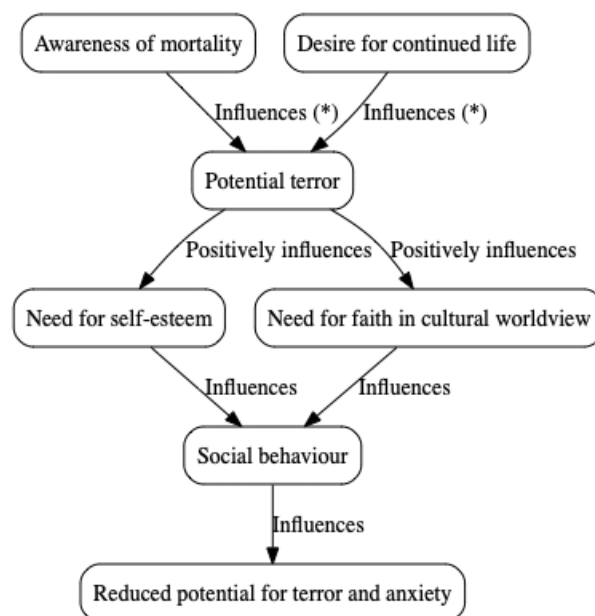 Awareness of mortality
Desire for continued life
Influences (*)
Influences (*)
Potential terror
Positively influences
Positively influences
Need for self-esteem
Need for faith in cultural worldview
Influences
Influences
Social behaviour
Influences
Reduced potential for terror and anxiety